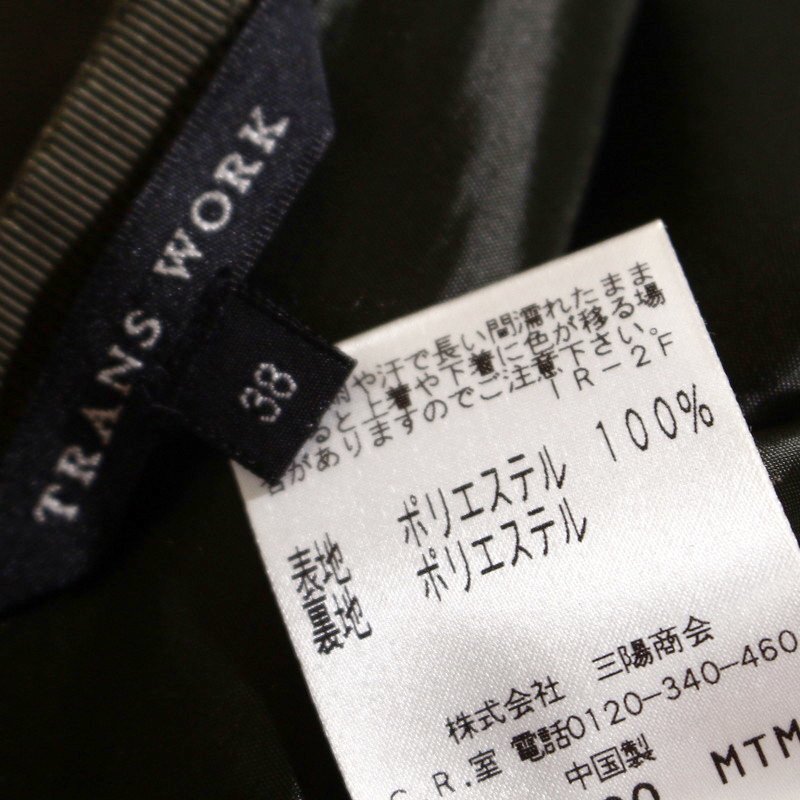 TRANS WORK
38
や汗で長い間濡れたまま
ると上着や下着に色が移る場
がありますのでご注意下さい。
IR-2F
表地 ポリエステル 100%
裏地 ポリエステル
株式会社 三陽商会
C.R.室 電話0120-340-460
中国製
MTM